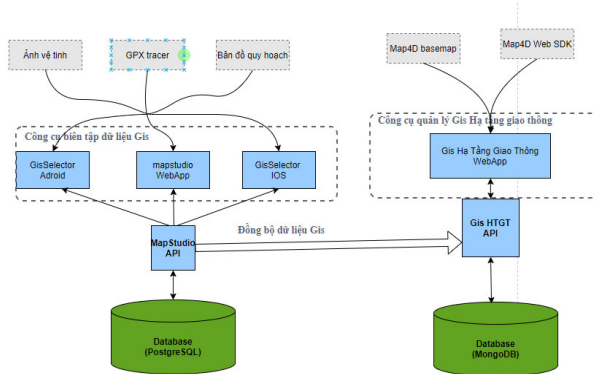 Ảnh vệ tinh
GPX tracer
Bản đồ quy hoạch
Map4D basemap
Map4D Web SDK
Công cụ biên tập dữ liệu Gis
Công cụ quản lý Gis Hạ tầng giao thông
GisSelector
Adroid
mapstudio
WebApp
GisSelector
IOS
Gis Hạ Tầng Giao Thông
WebApp
MapStudio
API
Đồng bộ dữ liệu Gis
Gis HTGT
API
Database
(PostgreSQL)
Database
(MongoDB)